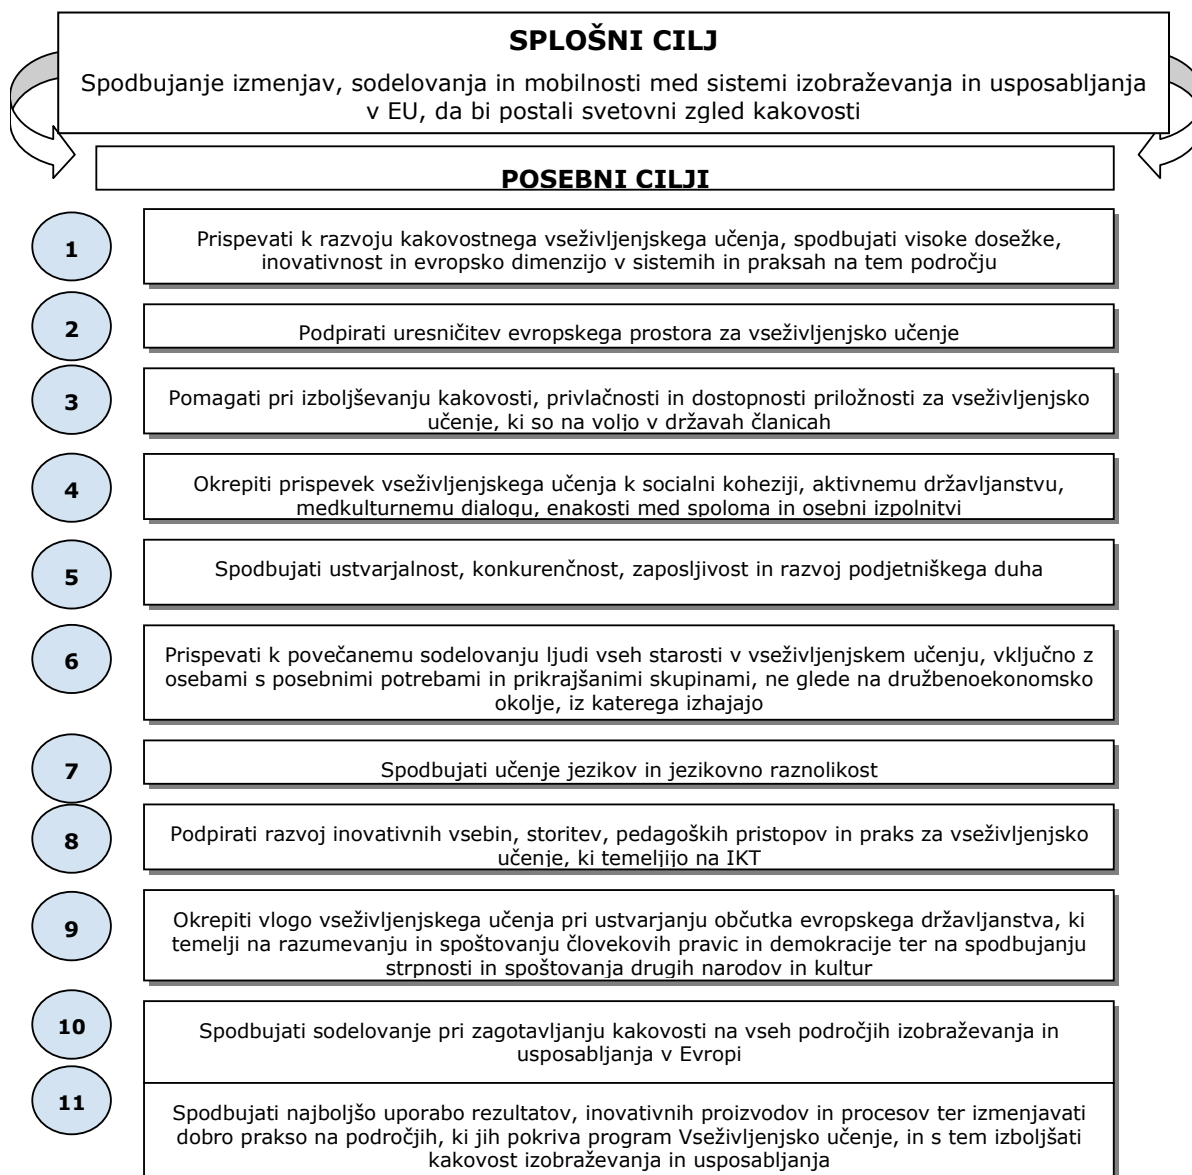 SPLOŠNI CILJ
Spodbujanje izmenjav, sodelovanja in mobilnosti med sistemi izobraževanja in usposabljanja
v EU, da bi postali svetovni zgled kakovosti
POSEBNI CILJI
1
Prispevati k razvoju kakovostnega vseživljenjskega učenja, spodbujati visoke dosežke,
inovativnost in evropsko dimenzijo v sistemih in praksah na tem področju
2
Podpirati uresničitev evropskega prostora za vseživljenjsko učenje
3
Pomagati pri izboljševanju kakovosti, privlačnosti in dostopnosti priložnosti za vseživljenjsko
učenje, ki so na voljo v državah članicah
4
Okrepiti prispevek vseživljenjskega učenja k socialni koheziji, aktivnemu državljanstvu,
medkulturnemu dialogu, enakosti med spoloma in osebni izpolnitvi
5
Spodbujati ustvarjalnost, konkurenčnost, zaposljivost in razvoj podjetniškega duha
6
Prispevati k povečanemu sodelovanju ljudi vseh starosti v vseživljenjskem učenju, vključno z
osebami s posebnimi potrebami in prikrajšanimi skupinami, ne glede na družbenoekonomsko
okolje, iz katerega izhajajo
7
Spodbujati učenje jezikov in jezikovno raznolikost
8
Podpirati razvoj inovativnih vsebin, storitev, pedagoških pristopov in praks za vseživljenjsko
učenje, ki temeljijo na IKT
9
Okrepiti vlogo vseživljenjskega učenja pri ustvarjanju občutka evropskega državljanstva, ki
temelji na razumevanju in spoštovanju človekovih pravic in demokracije ter na spodbujanju
strpnosti in spoštovanja drugih narodov in kultur
10
Spodbujati sodelovanje pri zagotavljanju kakovosti na vseh področjih izobraževanja in
usposabljanja v Evropi
11
Spodbujati najboljšo uporabo rezultatov, inovativnih proizvodov in procesov ter izmenjavati
dobro prakso na področjih, ki jih pokriva program Vseživljenjsko učenje, in s tem izboljšati
kakovost izobraževanja in usposabljanja